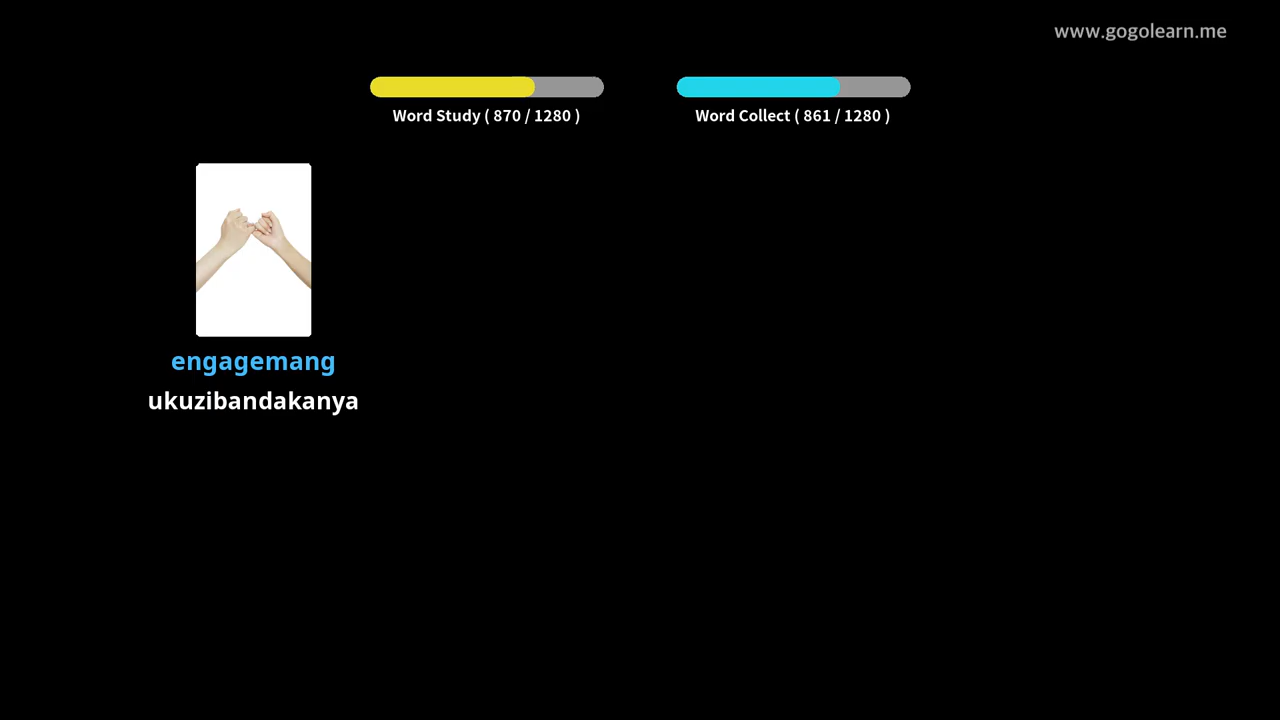 www.gogolearn.me
Word Study ( 870 / 1280 )
Word Collect ( 861 / 1280 )
engagemang
ukuzibandakanya